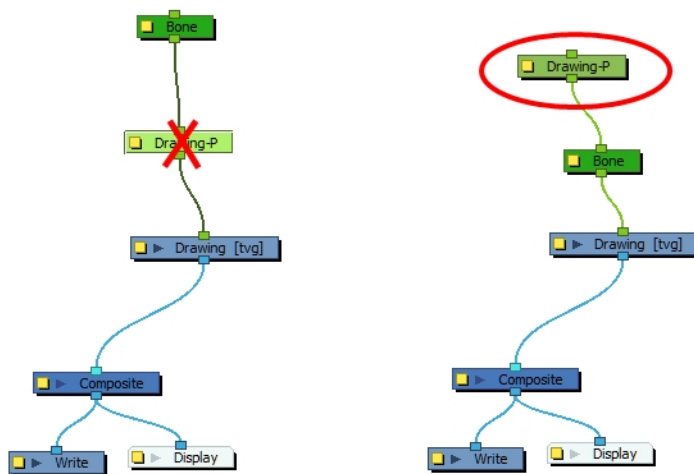 Bone
Drawing-P
Drawing [tvg]
Composite
Write
Display
Drawing-P
Bone
Drawing [tvg]
Composite
Write
Display